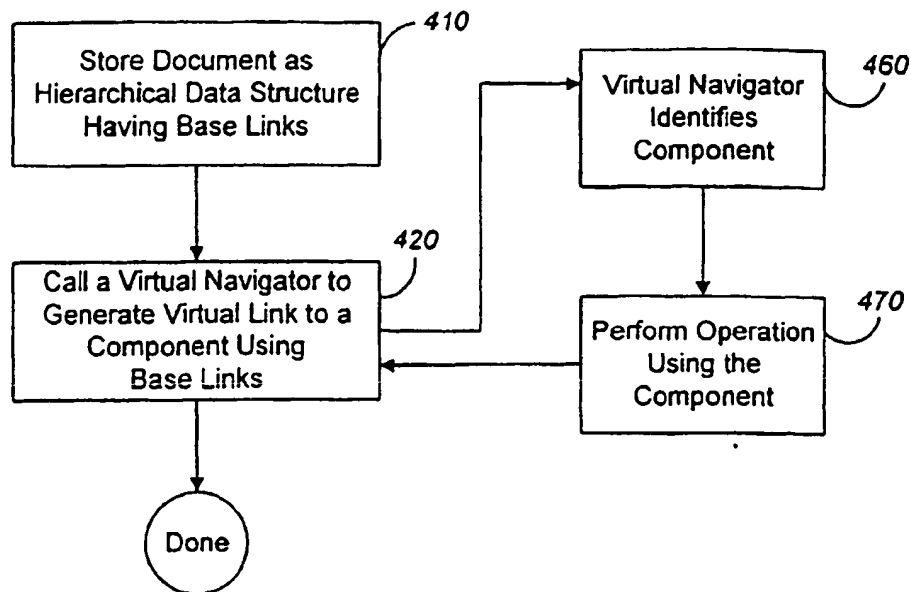 410
Store Document as
Hierarchical Data Structure
Having Base Links
460
Virtual Navigator
Identifies
Component
420
Call a Virtual Navigator to
Generate Virtual Link to a
Component Using
Base Links
470
Perform Operation
Using the
Component
Done